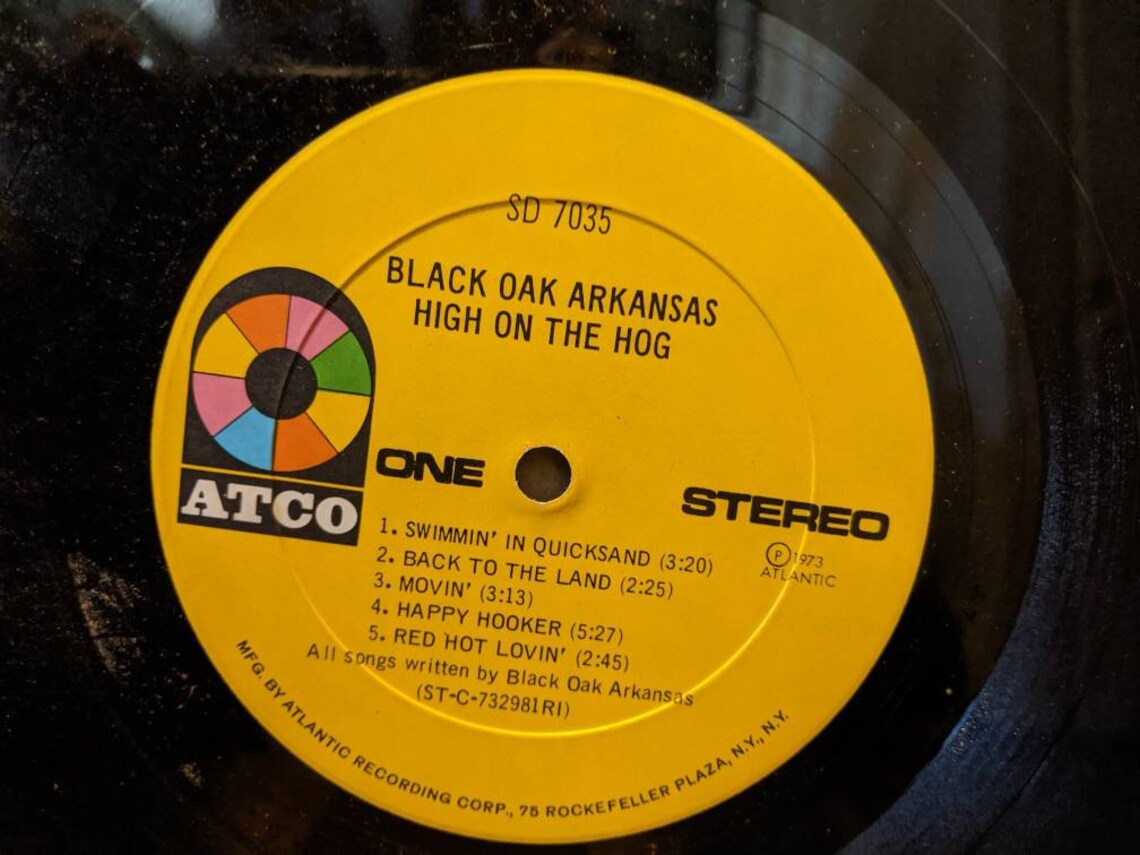 SD 7035
BLACK OAK ARKANSAS
HIGH ON THE HOG
ATCO
ONE
STEREO
Ⓟ 1973
ATLANTIC
1. SWIMMIN' IN QUICKSAND (3:20)
2. BACK TO THE LAND (2:25)
3. MOVIN' (3:13)
4. HAPPY HOOKER (5:27)
5. RED HOT LOVIN' (2:45)
All songs written by Black Oak Arkansas
(ST-C-732981RI)
MFG. BY ATLANTIC RECORDING CORP., 75 ROCKEFELLER PLAZA, N.Y., N.Y.